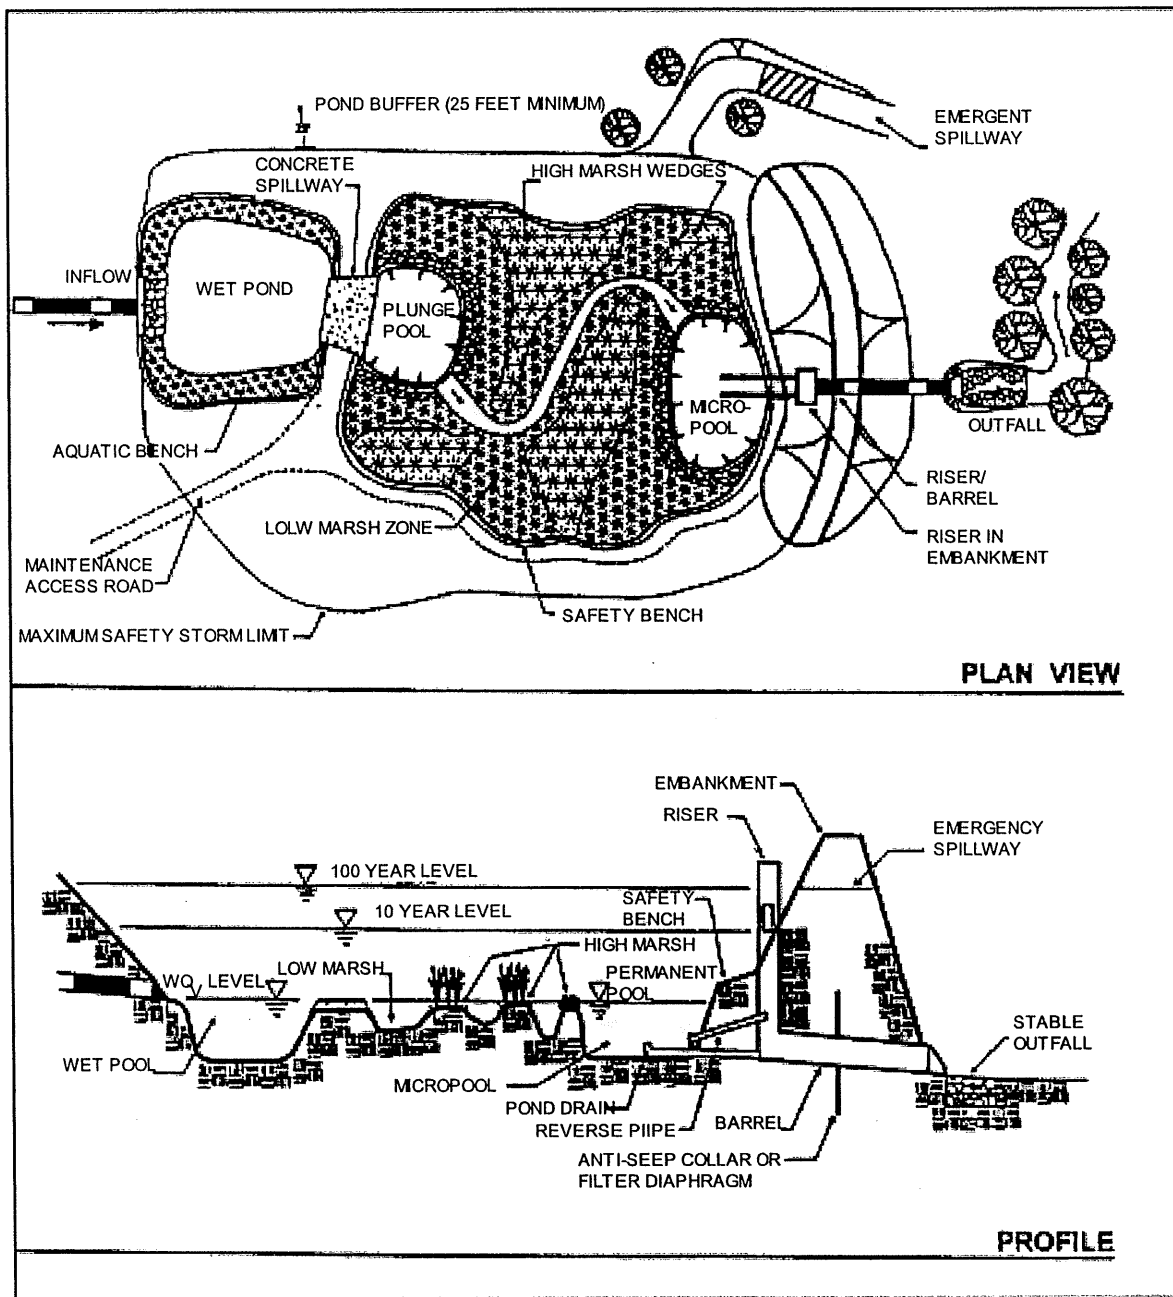 POND BUFFER (25 FEET MINIMUM)
EMERGENT
SPILLWAY
CONCRETE
SPILLWAY
HIGH MARSH WEDGES
INFLOW
WET POND
PLUNGE
POOL
MICRO-
POOL
OUTFALL
AQUATIC BENCH
RISER/
BARREL
LOLW MARSH ZONE
RISER IN
EMBANKMENT
MAINTENANCE
ACCESS ROAD
SAFETY BENCH
MAXIMUM SAFETY STORM LIMIT
PLAN VIEW
EMBANKMENT
RISER
EMERGENCY
SPILLWAY
100 YEAR LEVEL
SAFETY
BENCH
10 YEAR LEVEL
HIGH MARSH
LOW MARSH
PERMANENT
POOL
WQv LEVEL
STABLE
OUTFALL
WET POOL
MICROPOOL
POND DRAIN
REVERSE PIIPE
BARREL
ANTI-SEEP COLLAR OR
FILTER DIAPHRAGM
PROFILE